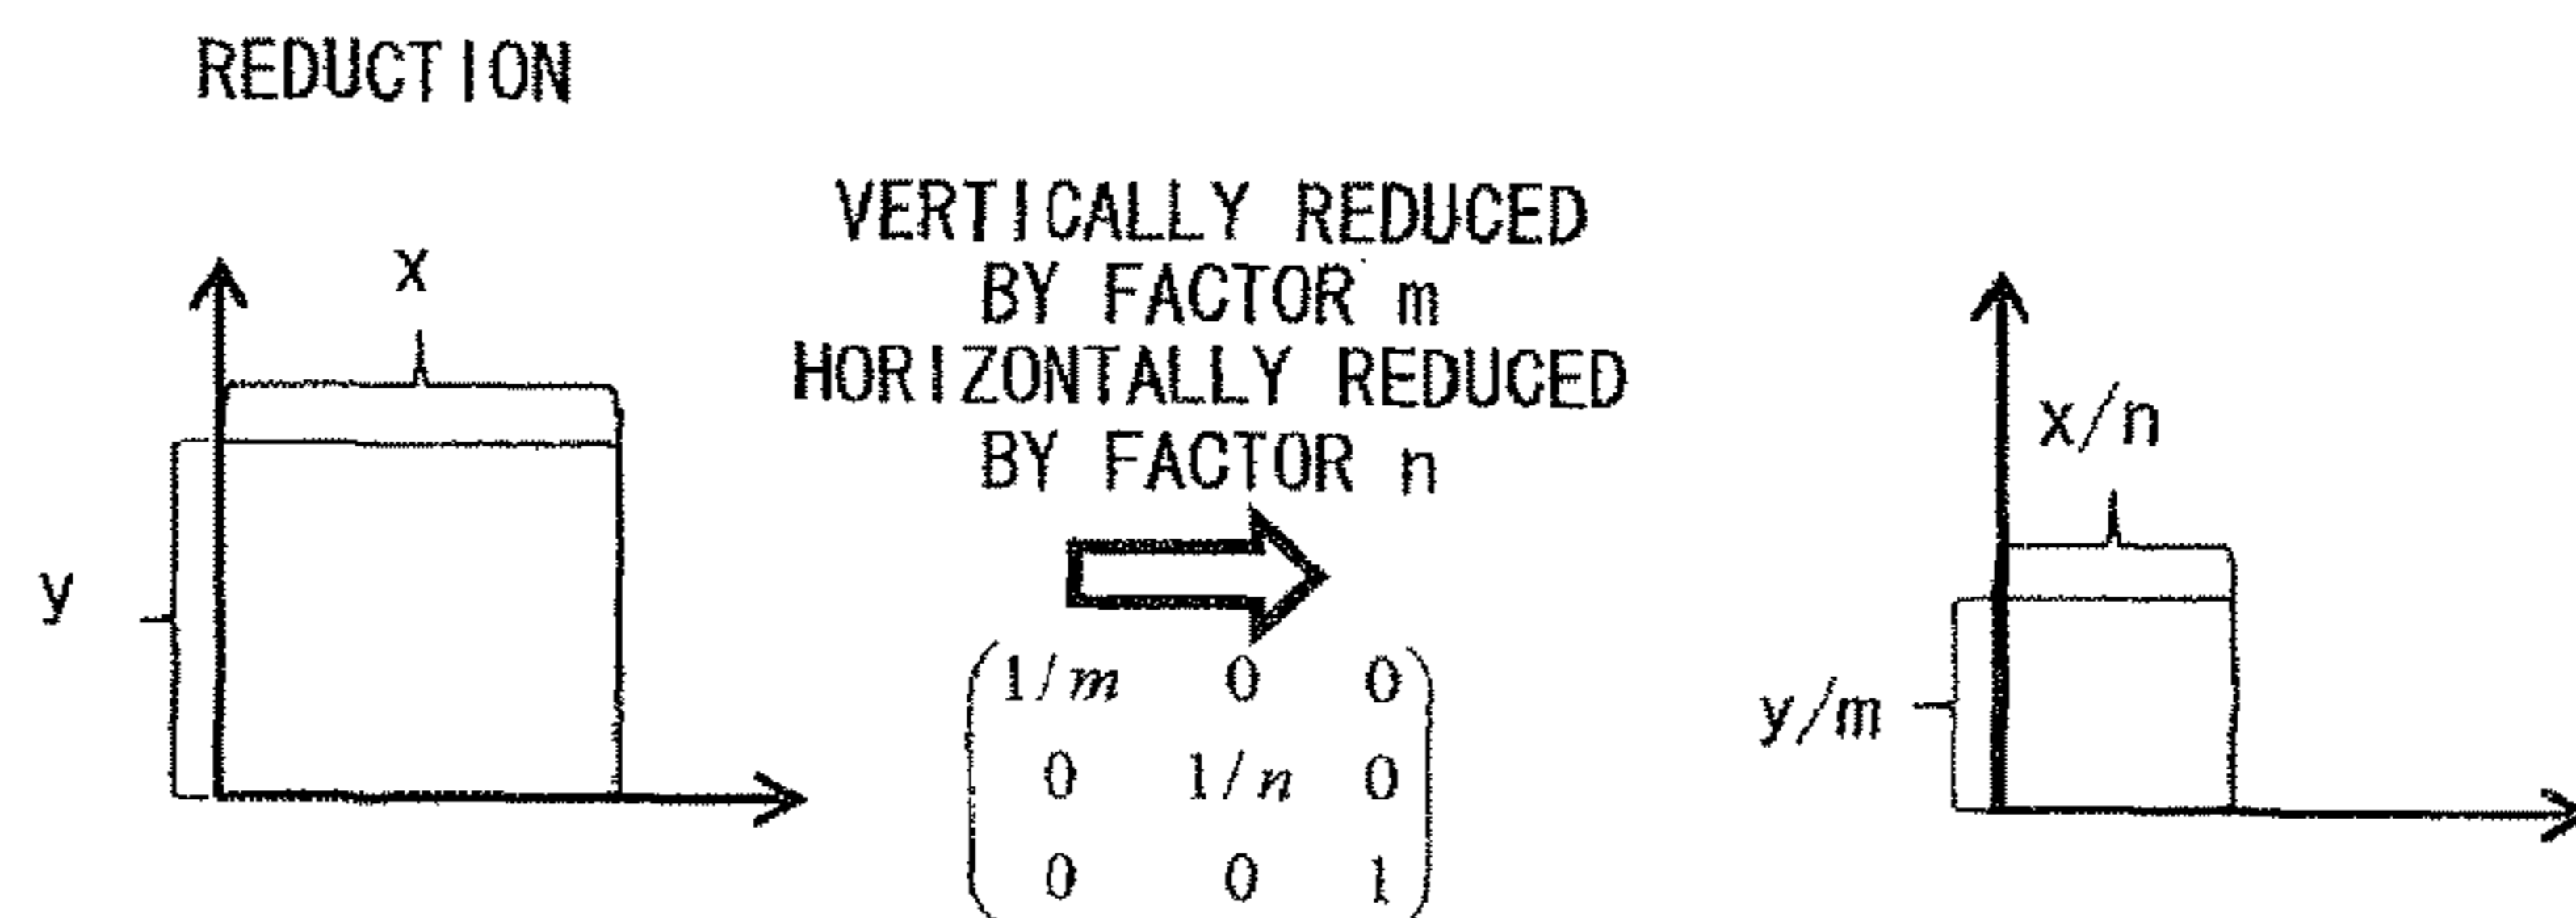 REDUCTION
VERTICALLY REDUCED
BY FACTOR m
HORIZONTALLY REDUCED
BY FACTOR n
x
y
1/m 0 0
0 1/n 0
0 0 1
x/n
y/m